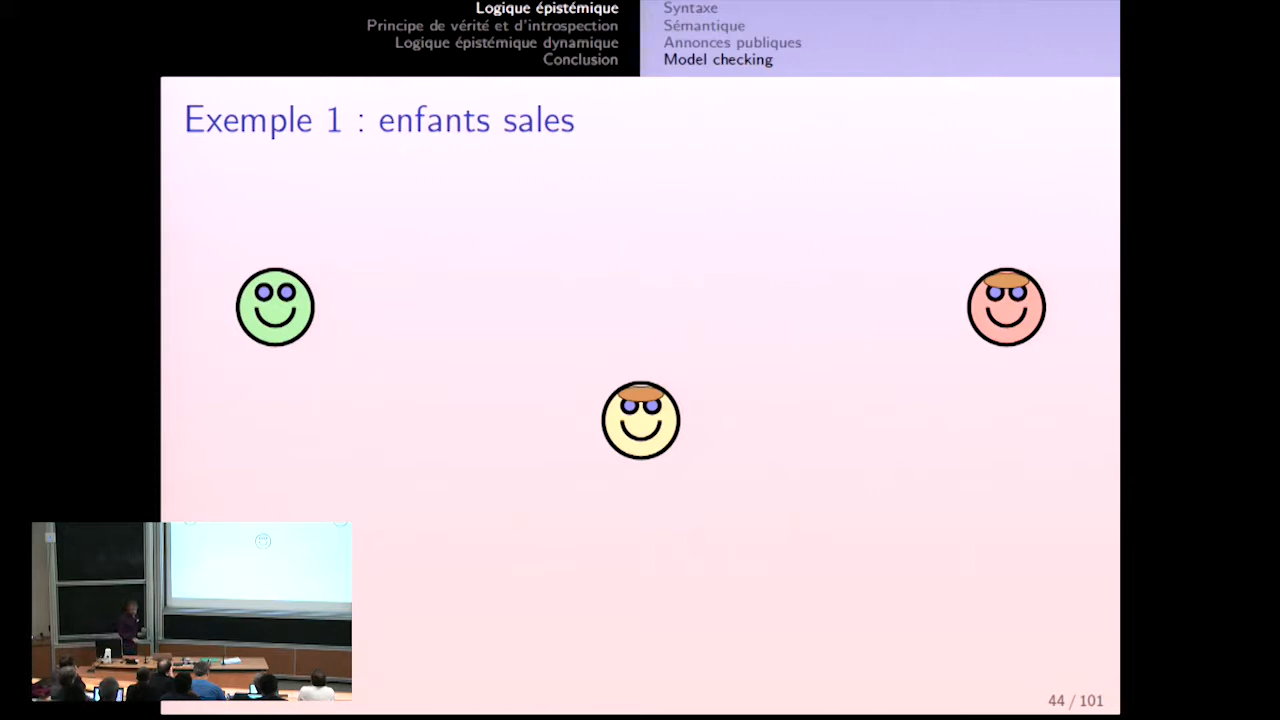 Logique épistémique
Principe de vérité et d'introspection
Logique épistémique dynamique
Conclusion
Syntaxe
Sémantique
Annonces publiques
Model checking
Exemple 1 : enfants sales
44 / 101